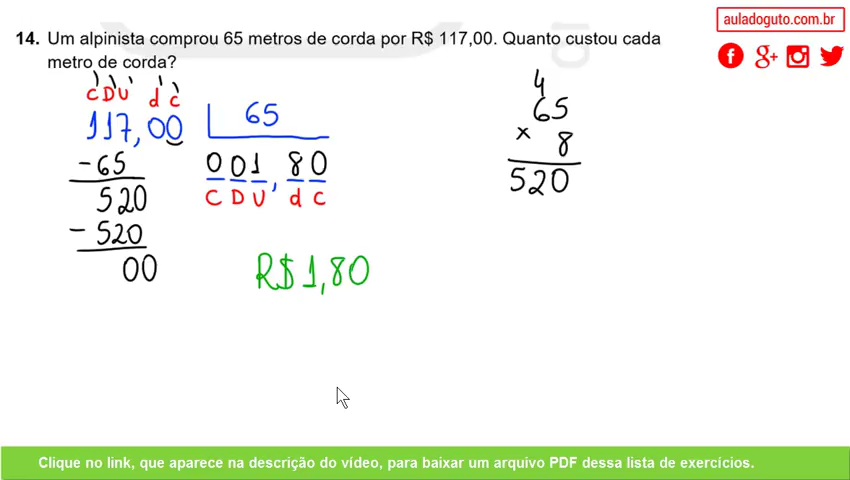 auladoguto.com.br
14. Um alpinista comprou 65 metros de corda por R$ 117,00. Quanto custou cada
metro de corda?
C D U d c
117,00 65
- 65
001,80
C D U d c
520
- 520
00
R$ 1,80
4
65
× 8
520
Clique no link, que aparece na descrição do vídeo, para baixar um arquivo PDF dessa lista de exercícios.